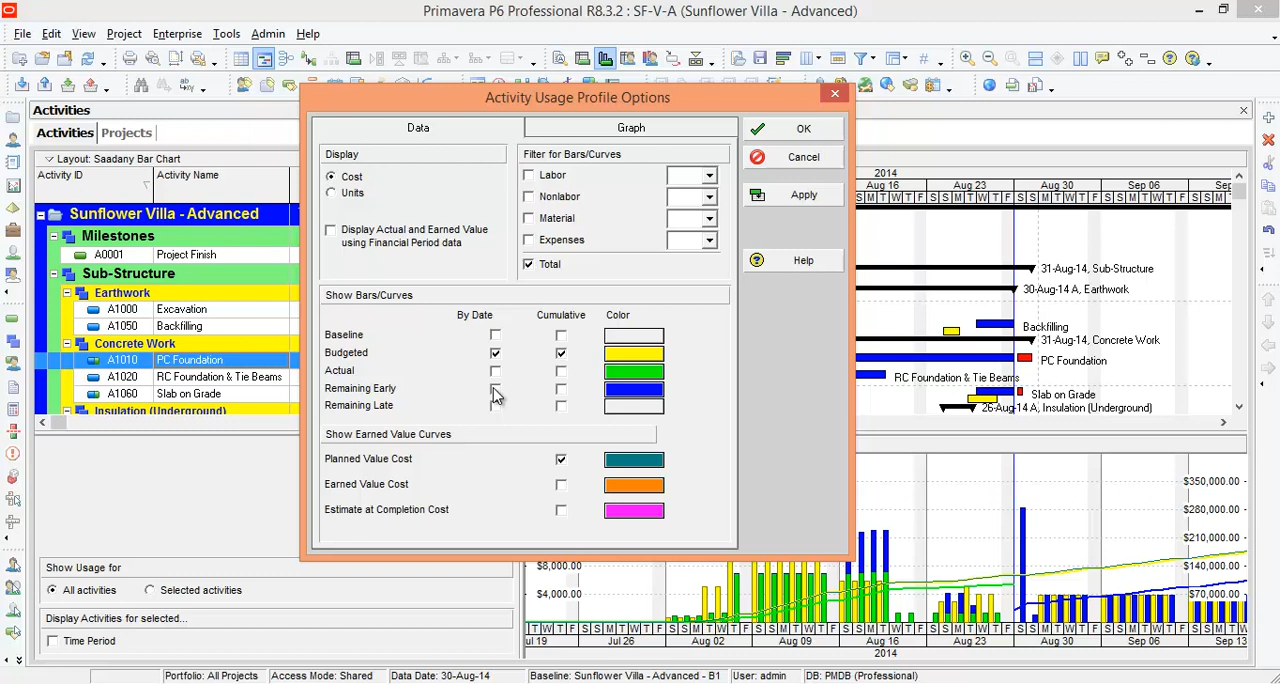 Primavera P6 Professional R8.3.2 : SF-V-A (Sunflower Villa - Advanced)
File Edit View Project Enterprise Tools Admin Help
Activities
Activities Projects
Layout: Saadany Bar Chart
Activity ID Activity Name
Sunflower Villa - Advanced
Milestones
A0001 Project Finish
Sub-Structure
Earthwork
A1000 Excavation
A1050 Backfilling
Concrete Work
A1010 PC Foundation
A1020 RC Foundation & Tie Beams
A1060 Slab on Grade
Insulation (Underground)
Activity Usage Profile Options
Data Graph
Display
Cost
Units
Display Actual and Earned Value
using Financial Period data
Filter for Bars/Curves
Labor
Nonlabor
Material
Expenses
Total
OK
Cancel
Apply
Help
Show Bars/Curves
By Date Cumulative Color
Baseline
Budgeted
Actual
Remaining Early
Remaining Late
Show Earned Value Curves
Planned Value Cost
Earned Value Cost
Estimate at Completion Cost
2014
Aug 16 Aug 23 Aug 30 Sep 06
S M T W T F S S M T W T F S S M T W T F S S M T W T F S
31-Aug-14, Sub-Structure
30-Aug-14 A, Earthwork
Backfilling
31-Aug-14, Concrete Work
PC Foundation
RC Foundation & Tie Beams
Slab on Grade
26-Aug-14 A, Insulation (Underground)
Show Usage for
All activities Selected activities
Display Activities for selected...
Time Period
$8,000.00
$4,000.00
$350,000.00
$280,000.00
$210,000.00
$140,000.00
$70,000.00
Jul 19 Jul 26 Aug 02 Aug 09 Aug 16 Aug 23 Aug 30 Sep 06 Sep 13
2014
Portfolio: All Projects Access Mode: Shared Data Date: 30-Aug-14 Baseline: Sunflower Villa - Advanced - B1 User: admin DB: PMDB (Professional)